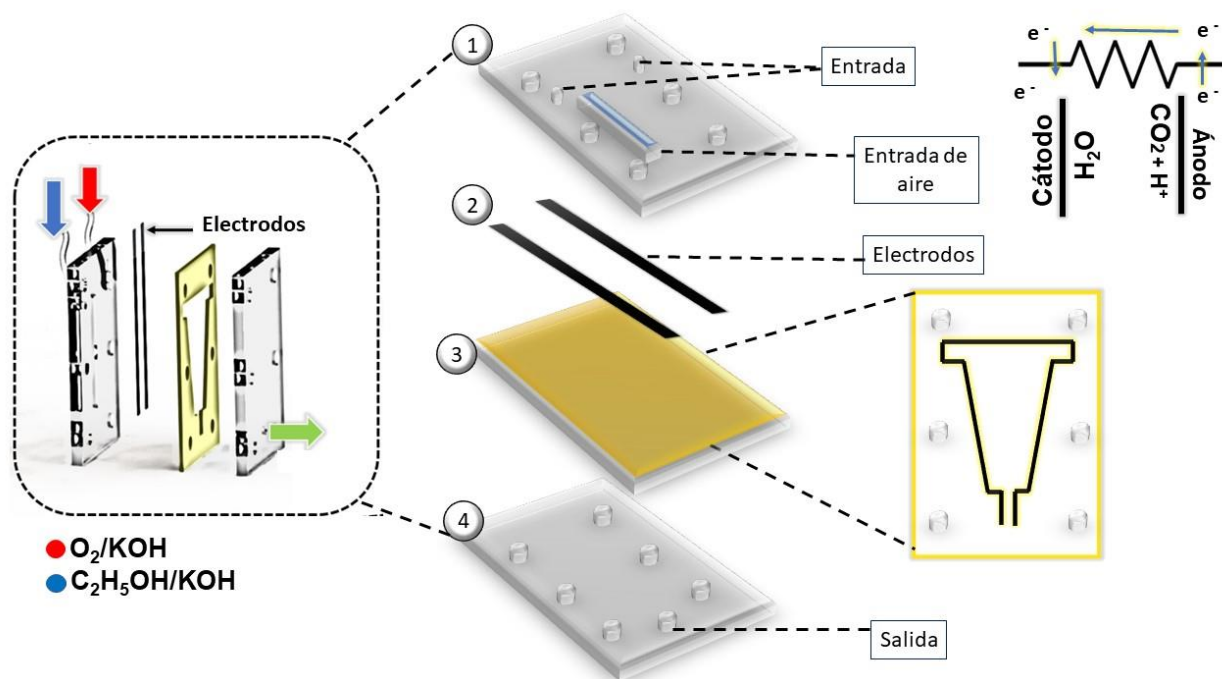 1
Entrada
Entrada de
aire
2
Electrodos
3
4
Salida
Electrodos
O₂/KOH
C₂H₅OH/KOH
e⁻
e⁻
e⁻
e⁻
Cátodo
H₂O
CO₂ + H⁺
Ánodo